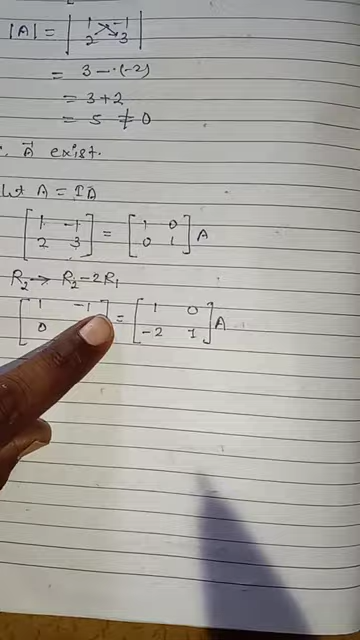 |A| = | 1 -1 |
2 3
= 3 - (-2)
= 3+2
= 5 ≠ 0
exist.
Let A = IA
[ 1 -1 ] = [ 1 0 ] A
[ 2 3 ] [ 0 1 ]
R₂ → R₂-2R₁
[ 1 -1 ] = [ 1 0 ] A
[ 0 ] [ -2 1 ]